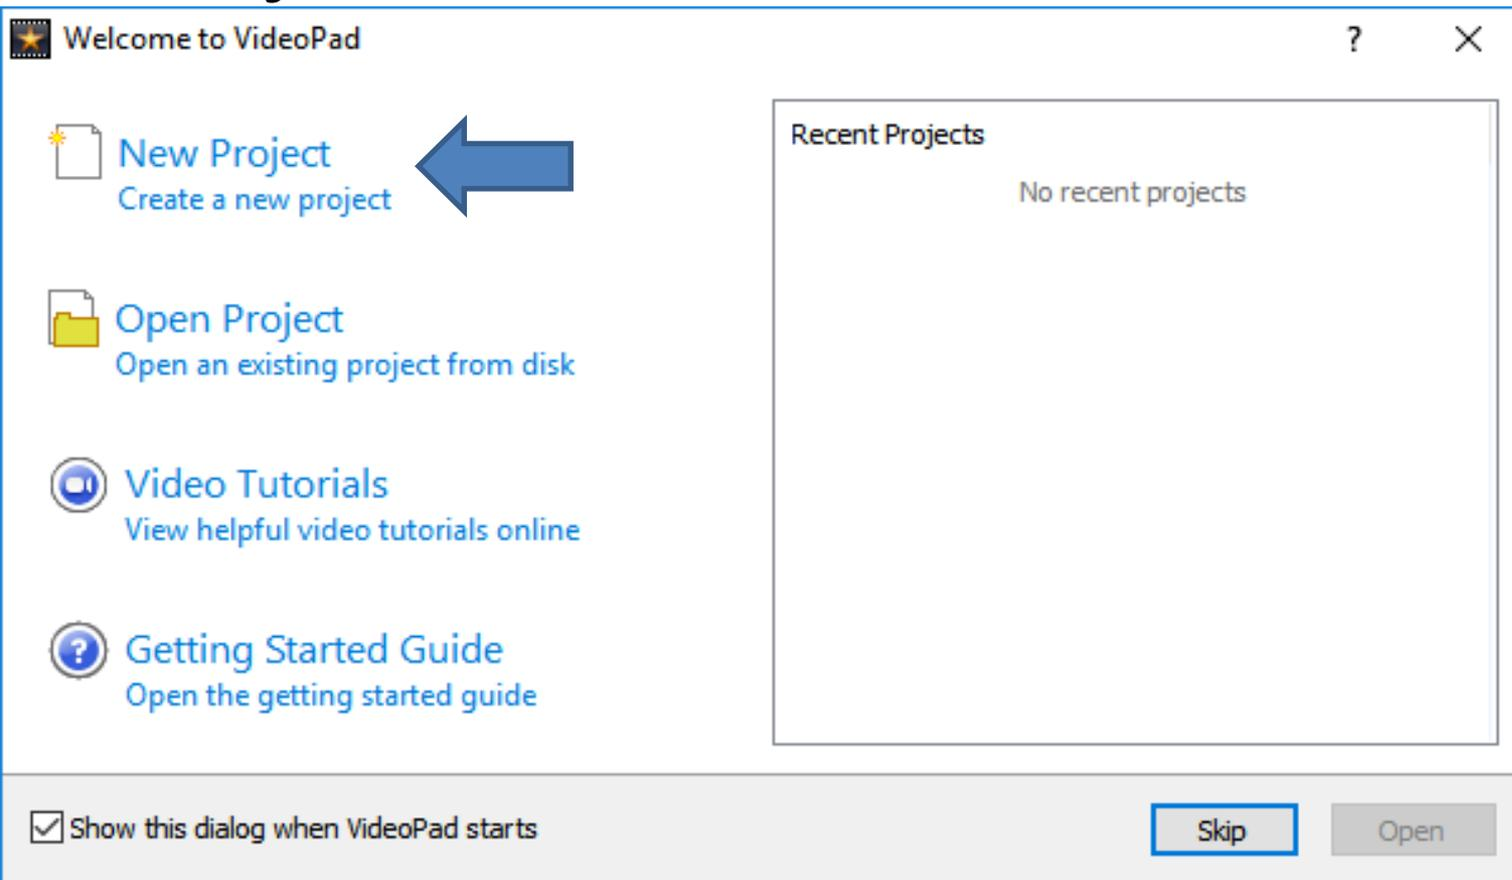 Welcome to VideoPad
?
New Project
Create a new project
Open Project
Open an existing project from disk
Video Tutorials
View helpful video tutorials online
?
Getting Started Guide
Open the getting started guide
Recent Projects
No recent projects
Show this dialog when VideoPad starts
Skip
Open